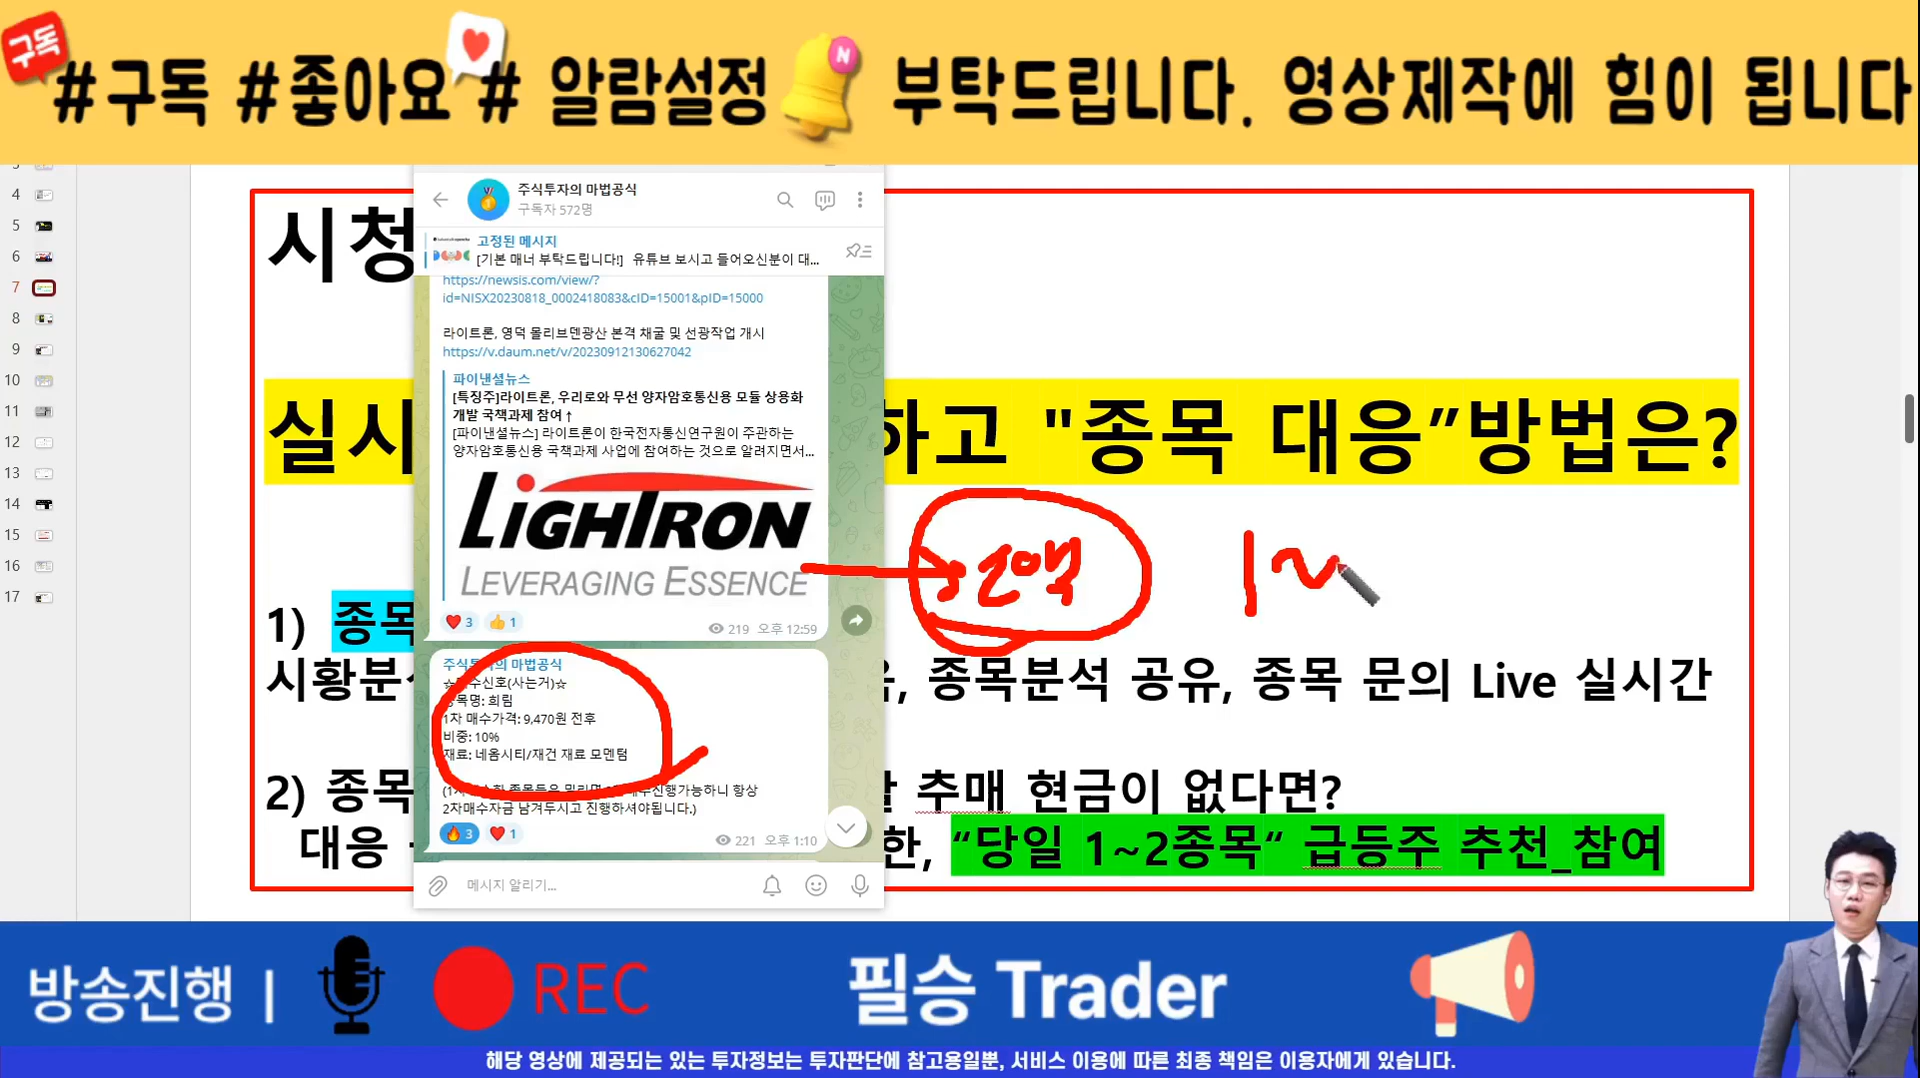 구독
#구독 #좋아요 # 알람설정 N 부탁드립니다. 영상제작에 힘이 됩니다
4
5
6
7
8
9
10
11
12
13
14
15
16
17
시청
실시
하고 "종목 대응”방법은?
1) 종목
시황분
, 종목분석 공유, 종목 문의 Live 실시간
2) 종목
추매 현금이 없다면?
대응
한, “당일 1~2종목“ 급등주 추천_참여
주식투자의 마법공식
구독자 572명
고정된 메시지
[기본 매너 부탁드립니다!] 유튜브 보시고 들어오신분이 대...
https://newsis.com/view/?
id=NISX20230818_0002418083&cID=15001&pID=15000
라이트론, 영덕 몰리브덴광산 본격 채굴 및 선광작업 개시
https://v.daum.net/v/20230912130627042
파이낸셜뉴스
[특징주]라이트론, 우리로와 무선 양자암호통신용 모듈 상용화
개발 국책과제 참여↑
[파이낸셜뉴스] 라이트론이 한국전자통신연구원이 주관하는
양자암호통신용 국책과제 사업에 참여하는 것으로 알려지면서...
LIGHTRON
LEVERAGING ESSENCE
3 1
219 오후 12:59
주식투자의 마법공식
☆매수신호(사는거)☆
종목명: 희림
1차 매수가격: 9,470원 전후
비중: 10%
재료: 네옴시티/재건 재료 모멘텀
진행가능하니 항상
2차매수자금 남겨두시고 진행하셔야됩니다.)
3 1
221 오후 1:10
메시지 알리기...
1~
방송진행 | REC 필승 Trader
해당 영상에 제공되는 있는 투자정보는 투자판단에 참고용일뿐, 서비스 이용에 따른 최종 책임은 이용자에게 있습니다.